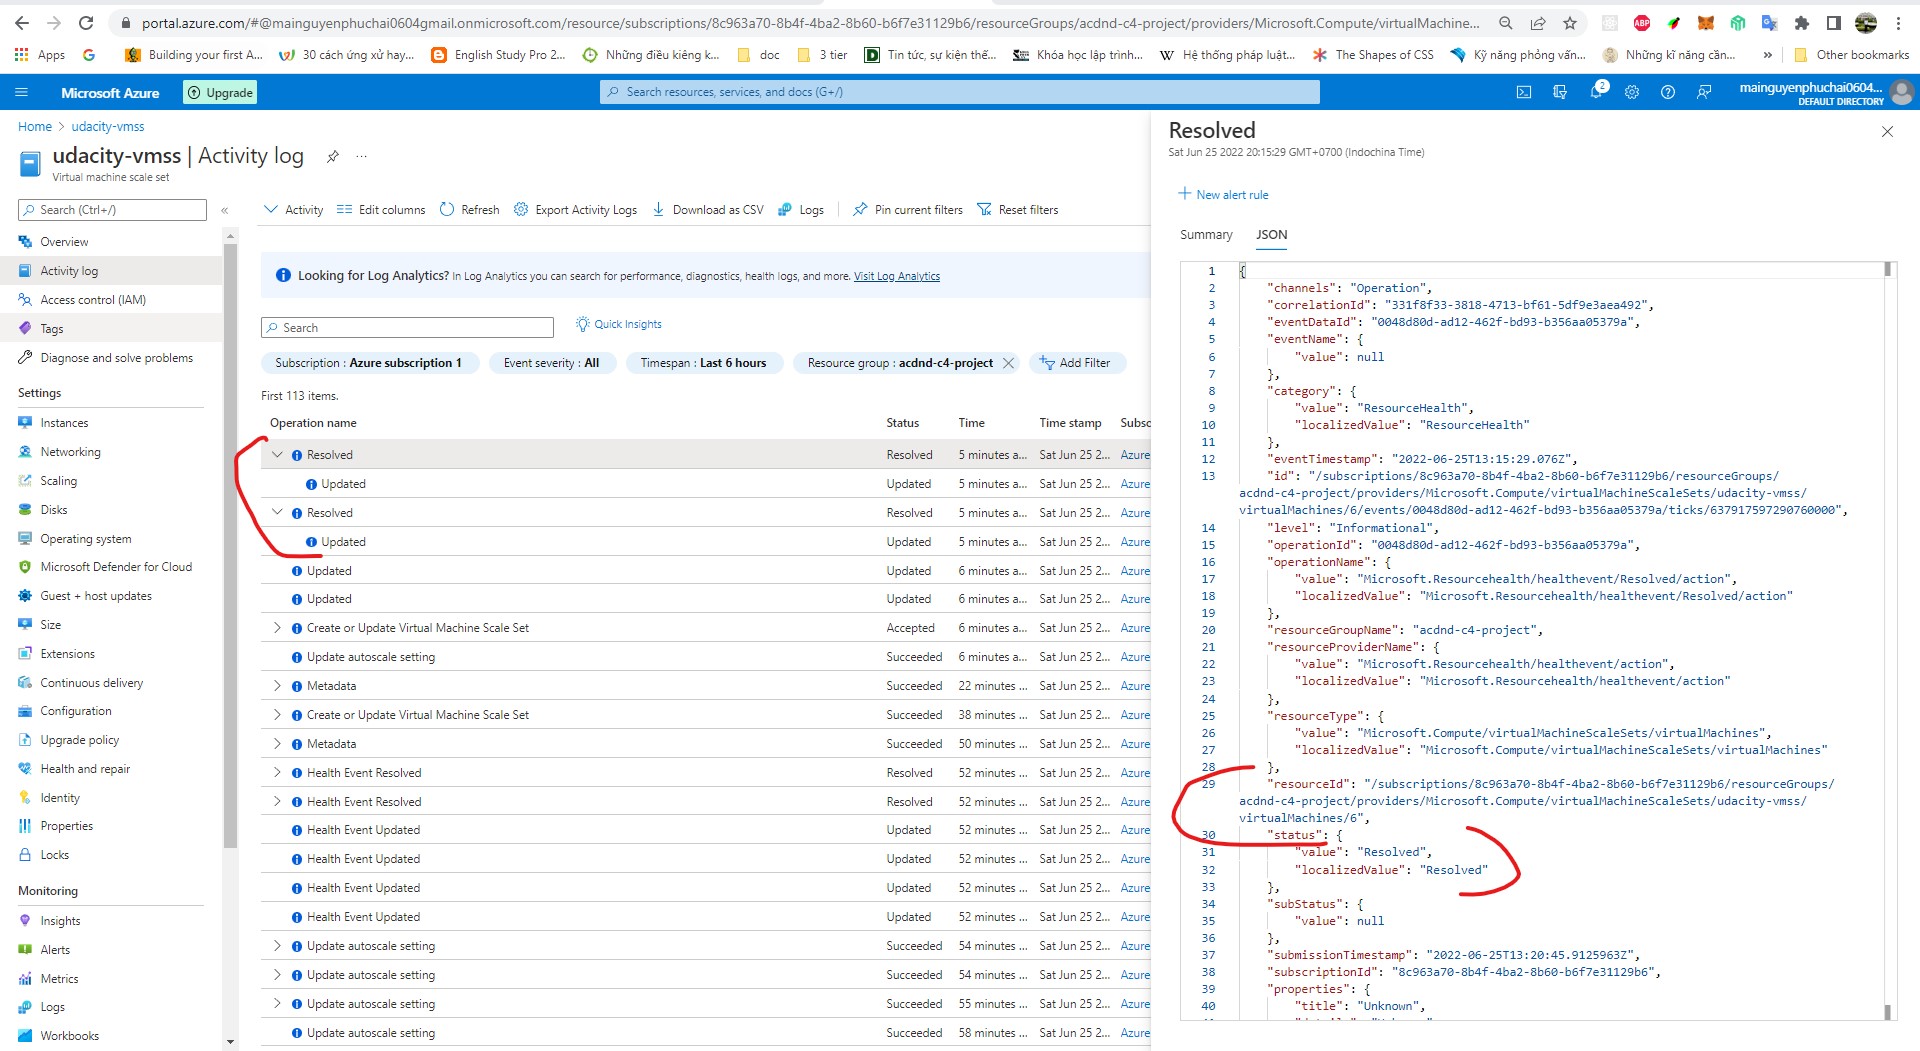 portal.azure.com/#@mainguyenphuchai0604gmail.onmicrosoft.com/resource/subscriptions/8c963a70-8b4f-4ba2-8b60-b6f7e31129b6/resourceGroups/acdnd-c4-project/providers/Microsoft.Compute/virtualMachine...
Apps
Building your first A...
30 cách ứng xử hay...
English Study Pro 2...
Những điều kiêng k...
doc
3 tier
Tin tức, sự kiện thế...
Khóa học lập trình...
Hệ thống pháp luật...
The Shapes of CSS
Kỹ năng phỏng vấn...
Những kĩ năng cần...
»
Other bookmarks
Microsoft Azure
Upgrade
Search resources, services, and docs (G+/)
2
mainguyenphuchai0604...
DEFAULT DIRECTORY
Home > udacity-vmss
udacity-vmss | Activity log
...
Virtual machine scale set
Search (Ctrl+/)
«
Overview
Activity log
Access control (IAM)
Tags
Diagnose and solve problems
Settings
Instances
Networking
Scaling
Disks
Operating system
Microsoft Defender for Cloud
Guest + host updates
Size
Extensions
Continuous delivery
Configuration
Upgrade policy
Health and repair
Identity
Properties
Locks
Monitoring
Insights
Alerts
Metrics
Logs
Workbooks
Activity
Edit columns
Refresh
Export Activity Logs
Download as CSV
Logs
Pin current filters
Reset filters
Looking for Log Analytics? In Log Analytics you can search for performance, diagnostics, health logs, and more. Visit Log Analytics
Search
Quick Insights
Subscription : Azure subscription 1
Event severity : All
Timespan : Last 6 hours
Resource group : acdnd-c4-project
Add Filter
First 113 items.
Operation name Status Time Time stamp Subsc
Resolved Resolved 5 minutes a... Sat Jun 25 2... Azure
Updated Updated 5 minutes a... Sat Jun 25 2... Azure
Resolved Resolved 5 minutes a... Sat Jun 25 2... Azure
Updated Updated 5 minutes a... Sat Jun 25 2... Azure
Updated Updated 6 minutes a... Sat Jun 25 2... Azure
Updated Updated 6 minutes a... Sat Jun 25 2... Azure
Create or Update Virtual Machine Scale Set Accepted 6 minutes a... Sat Jun 25 2... Azure
Update autoscale setting Succeeded 6 minutes a... Sat Jun 25 2... Azure
Metadata Succeeded 22 minutes ... Sat Jun 25 2... Azure
Create or Update Virtual Machine Scale Set Succeeded 38 minutes ... Sat Jun 25 2... Azure
Metadata Succeeded 50 minutes ... Sat Jun 25 2... Azure
Health Event Resolved Resolved 52 minutes ... Sat Jun 25 2... Azure
Health Event Resolved Resolved 52 minutes ... Sat Jun 25 2... Azure
Health Event Updated Updated 52 minutes ... Sat Jun 25 2... Azure
Health Event Updated Updated 52 minutes ... Sat Jun 25 2... Azure
Health Event Updated Updated 52 minutes ... Sat Jun 25 2... Azure
Health Event Updated Updated 52 minutes ... Sat Jun 25 2... Azure
Update autoscale setting Succeeded 54 minutes ... Sat Jun 25 2... Azure
Update autoscale setting Succeeded 54 minutes ... Sat Jun 25 2... Azure
Update autoscale setting Succeeded 55 minutes ... Sat Jun 25 2... Azure
Update autoscale setting Succeeded 58 minutes ... Sat Jun 25 2... Azure
Resolved
Sat Jun 25 2022 20:15:29 GMT+0700 (Indochina Time)
New alert rule
Summary JSON
1 {
2 "channels": "Operation",
3 "correlationId": "331f8f33-3818-4713-bf61-5df9e3aea492",
4 "eventDataId": "0048d80d-ad12-462f-bd93-b356aa05379a",
5 "eventName": {
6 "value": null
7 },
8 "category": {
9 "value": "ResourceHealth",
10 "localizedValue": "ResourceHealth"
11 },
12 "eventTimestamp": "2022-06-25T13:15:29.076Z",
13 "id": "/subscriptions/8c963a70-8b4f-4ba2-8b60-b6f7e31129b6/resourceGroups/
acdnd-c4-project/providers/Microsoft.Compute/virtualMachineScaleSets/udacity-vmss/
virtualMachines/6/events/0048d80d-ad12-462f-bd93-b356aa05379a/ticks/637917597290760000",
14 "level": "Informational",
15 "operationId": "0048d80d-ad12-462f-bd93-b356aa05379a",
16 "operationName": {
17 "value": "Microsoft.Resourcehealth/healthevent/Resolved/action",
18 "localizedValue": "Microsoft.Resourcehealth/healthevent/Resolved/action"
19 },
20 "resourceGroupName": "acdnd-c4-project",
21 "resourceProviderName": {
22 "value": "Microsoft.Resourcehealth/healthevent/action",
23 "localizedValue": "Microsoft.Resourcehealth/healthevent/action"
24 },
25 "resourceType": {
26 "value": "Microsoft.Compute/virtualMachineScaleSets/virtualMachines",
27 "localizedValue": "Microsoft.Compute/virtualMachineScaleSets/virtualMachines"
28 },
29 "resourceId": "/subscriptions/8c963a70-8b4f-4ba2-8b60-b6f7e31129b6/resourceGroups/
acdnd-c4-project/providers/Microsoft.Compute/virtualMachineScaleSets/udacity-vmss/
virtualMachines/6",
30 "status": {
31 "value": "Resolved",
32 "localizedValue": "Resolved"
33 },
34 "subStatus": {
35 "value": null
36 },
37 "submissionTimestamp": "2022-06-25T13:20:45.9125963Z",
38 "subscriptionId": "8c963a70-8b4f-4ba2-8b60-b6f7e31129b6",
39 "properties": {
40 "title": "Unknown",